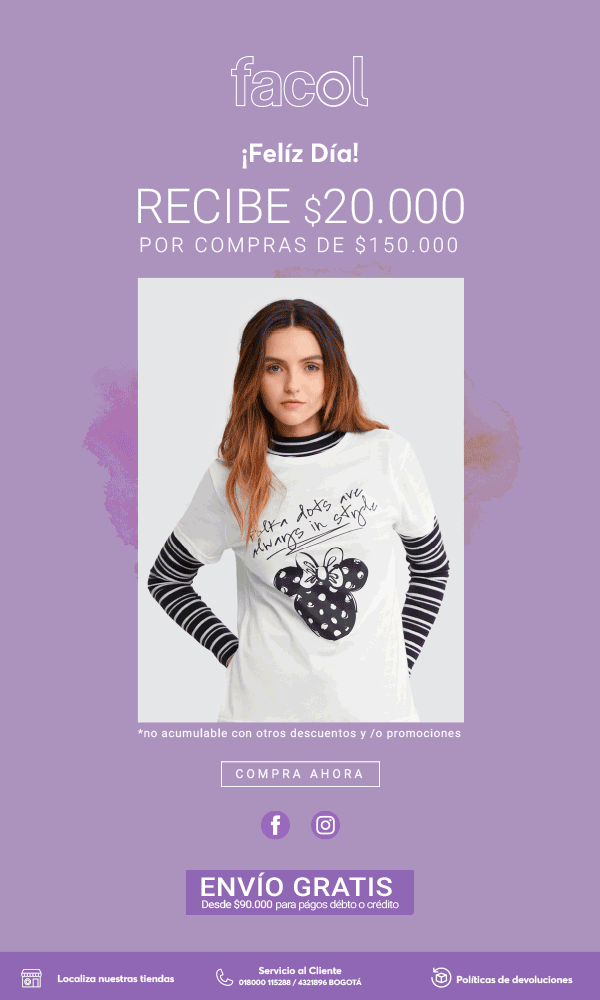 facol
¡Felíz Día!
RECIBE $20.000
POR COMPRAS DE $150.000
polka dots are
always in style
*no acumulable con otros descuentos y /o promociones
COMPRA AHORA
ENVÍO GRATIS
Desde $90.000 para págos débto o crédito
Localiza nuestras tiendas
Servicio al Cliente
018000 115288 / 4321896 BOGOTÁ
Políticas de devoluciones